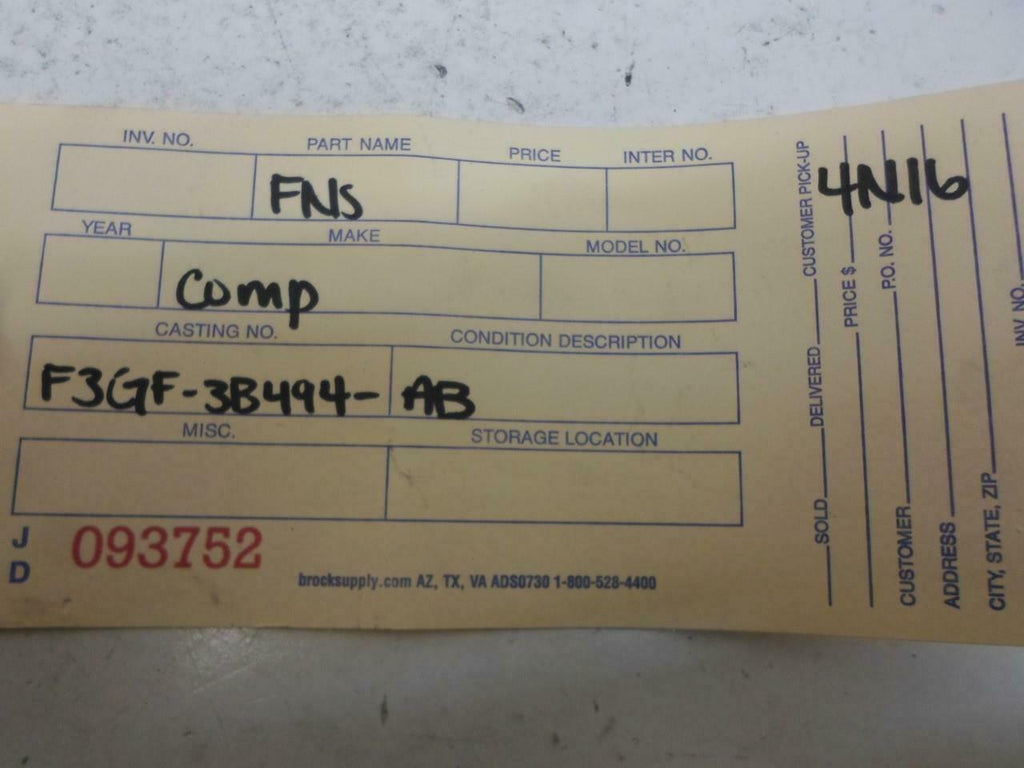 INV. NO. PART NAME PRICE INTER NO.
FNS
YEAR MAKE MODEL NO.
Comp
CASTING NO. CONDITION DESCRIPTION
F3GF-3B494- AB
MISC. STORAGE LOCATION
J D
093752
brocksupply.com AZ, TX, VA ADS0730 1-800-528-4400
4N16
SOLD DELIVERED CUSTOMER PICK-UP
PRICE $
CUSTOMER P.O. NO.
ADDRESS
CITY, STATE, ZIP
INV NO.